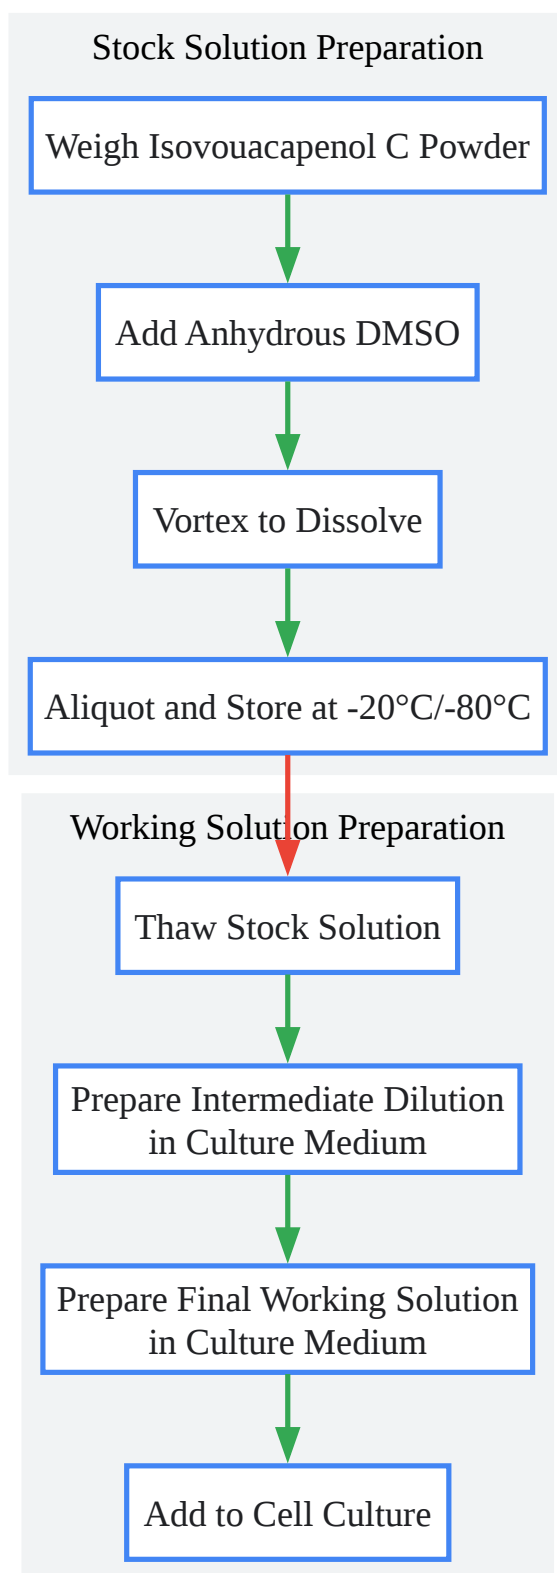 Stock Solution Preparation
Weigh Isovouacapenol C Powder
Add Anhydrous DMSO
Vortex to Dissolve
Aliquot and Store at -20°C/-80°C
Working Solution Preparation
Thaw Stock Solution
Prepare Intermediate Dilution
in Culture Medium
Prepare Final Working Solution
in Culture Medium
Add to Cell Culture